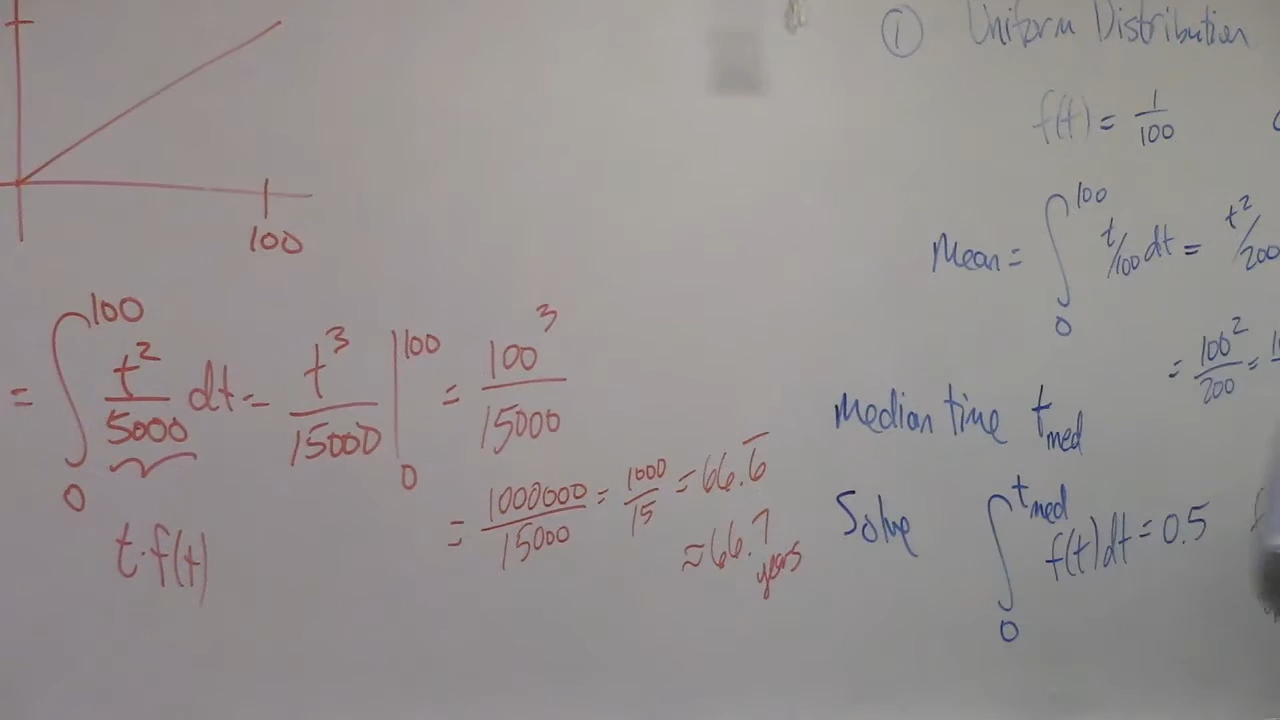 100
= ∫₀¹⁰⁰ t²/5000 dt = t³/15000 |₀¹⁰⁰ = 100³/15000
t·f(t)
= 1000000/15000 = 1000/15 = 66.6̅
≈ 66.7
years
① Uniform Distribution
f(t) = 1/100
Mean = ∫₀¹⁰⁰ t/100 dt = t²/200
= 100²/200 =
Median time t_med
Solve ∫₀^t_med f(t)dt = 0.5